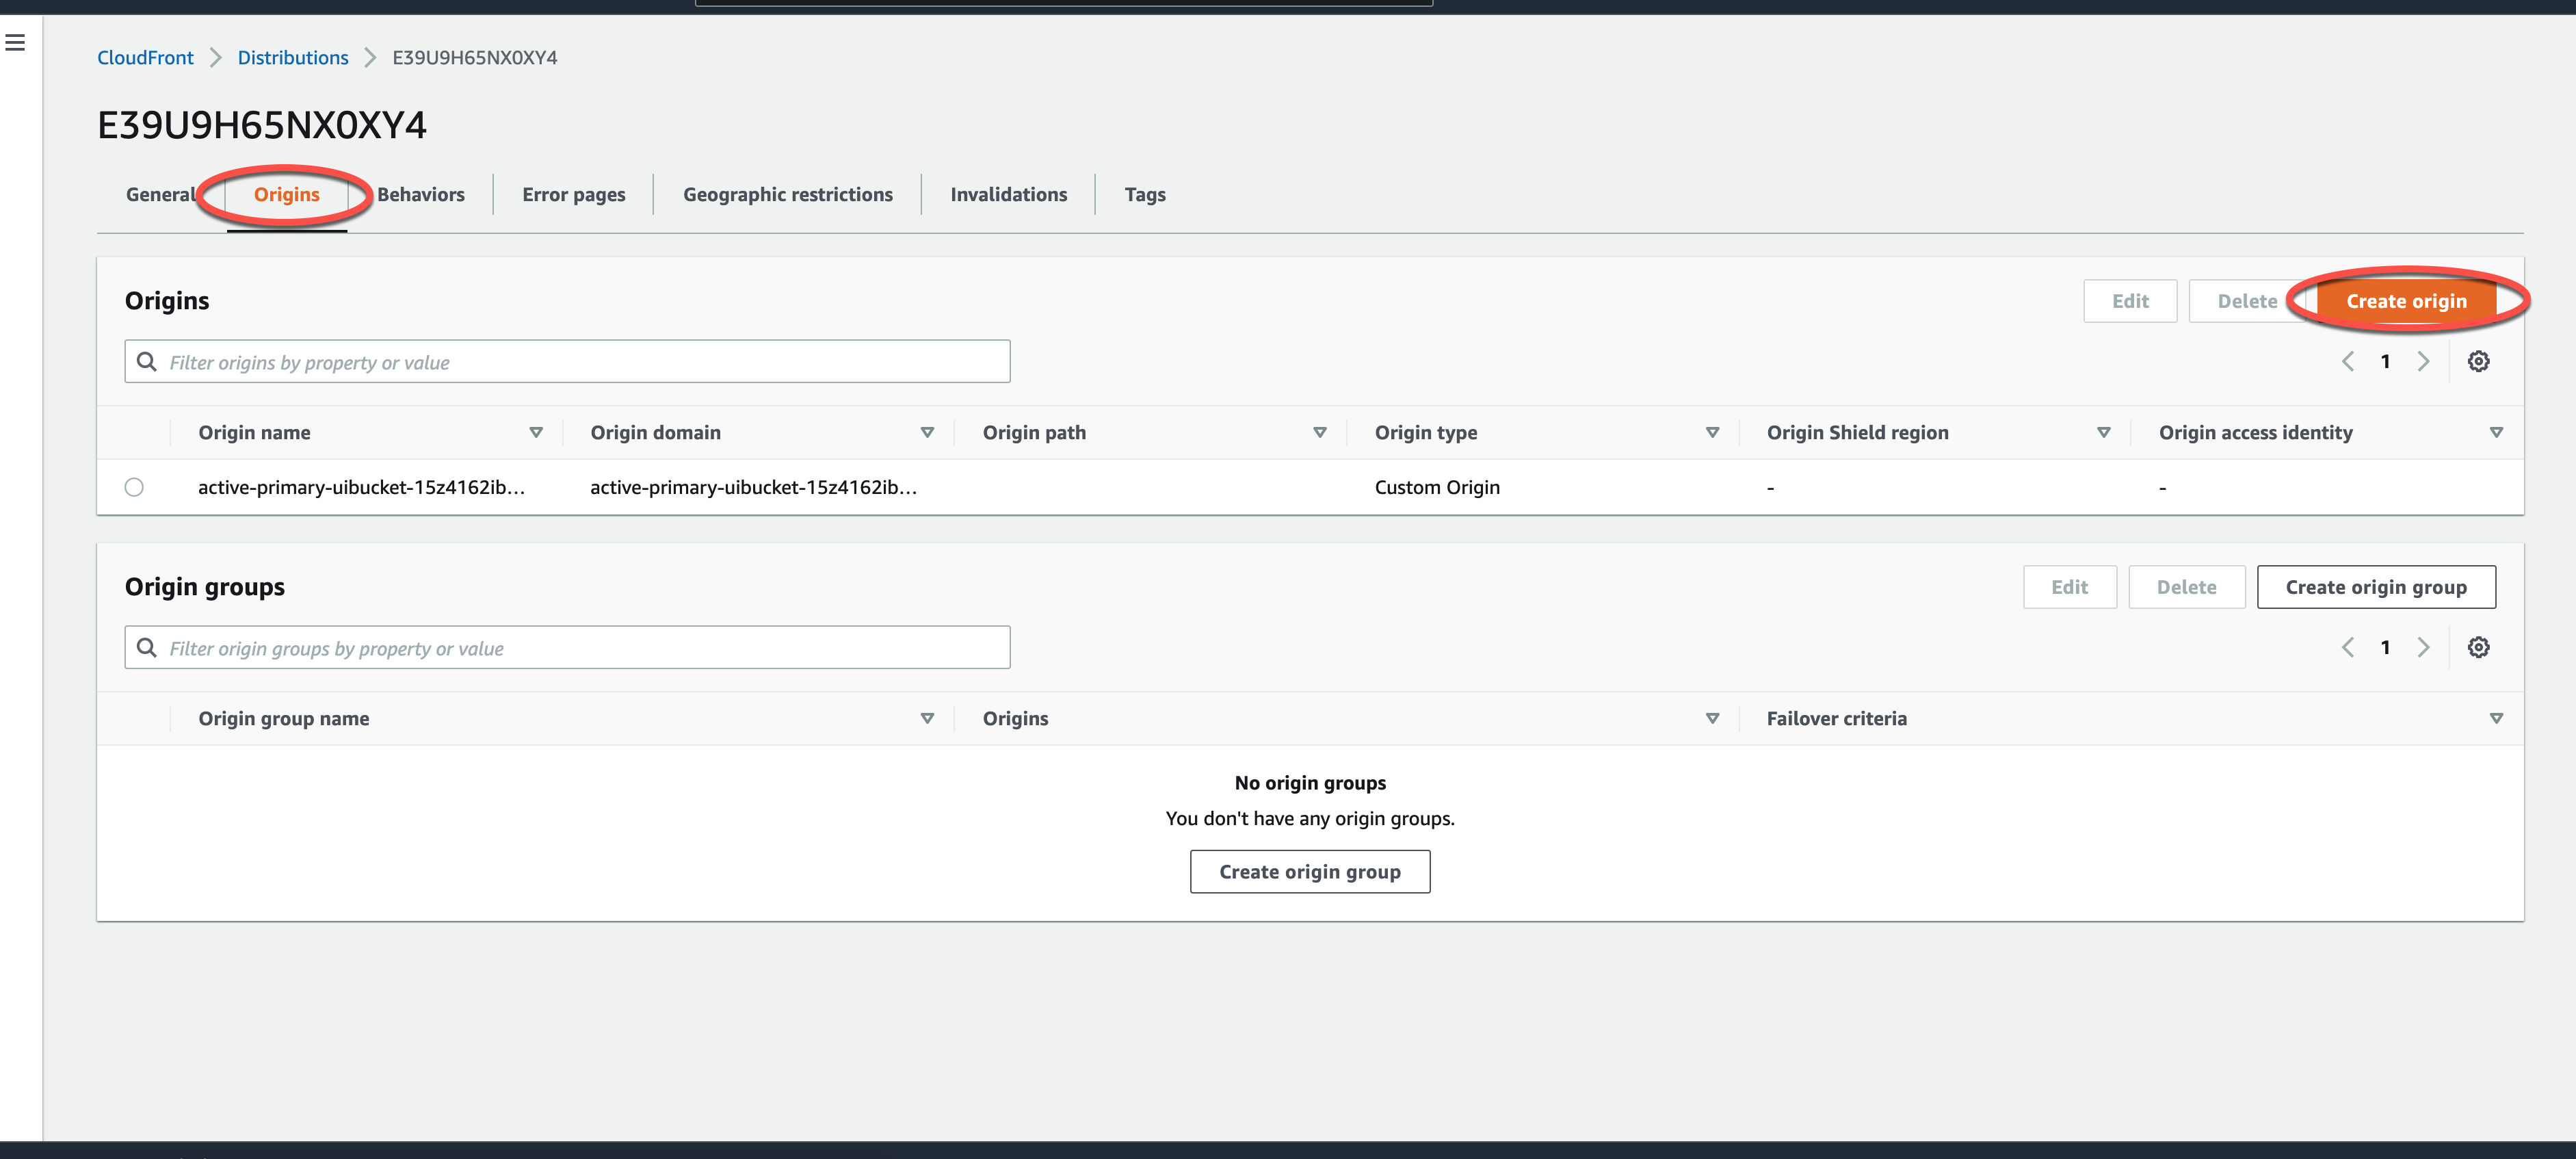 CloudFront > Distributions > E39U9H65NX0XY4
E39U9H65NX0XY4
General Origins Behaviors Error pages Geographic restrictions Invalidations Tags
Origins Edit Delete Create origin
Filter origins by property or value 1
Origin name Origin domain Origin path Origin type Origin Shield region Origin access identity
active-primary-uibucket-15z4162ib... active-primary-uibucket-15z4162ib... Custom Origin - -
Origin groups Edit Delete Create origin group
Filter origin groups by property or value 1
Origin group name Origins Failover criteria
No origin groups
You don't have any origin groups.
Create origin group